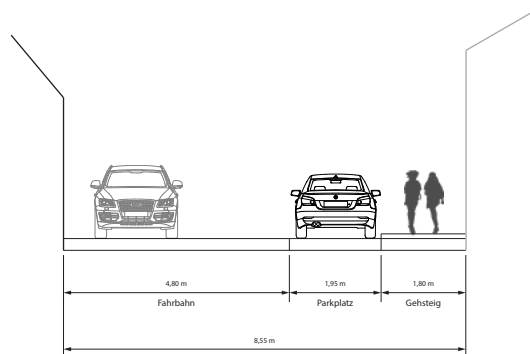 4,80 m
1,95 m
1,80 m
Fahrbahn
Parkplatz
Gehsteig
8,55 m